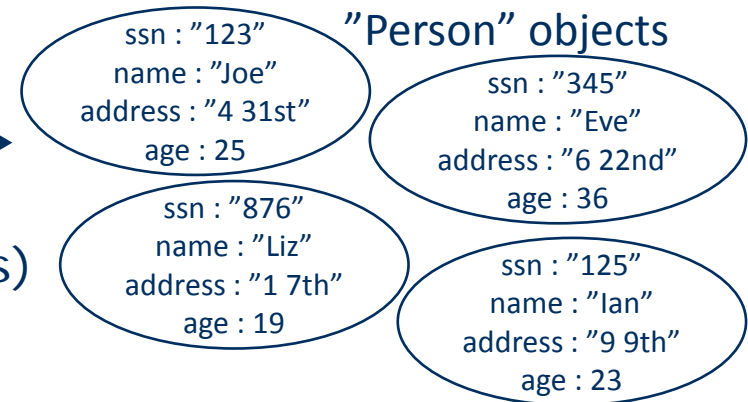 "Person" objects
ssn : "123"
name : "Joe"
address : "4 31st"
age : 25
ssn : "345"
name : "Eve"
address : "6 22nd"
age : 36
s)
ssn : "876"
name : "Liz"
address : "1 7th"
age : 19
ssn : "125"
name : "Ian"
address : "9 9th"
age : 23